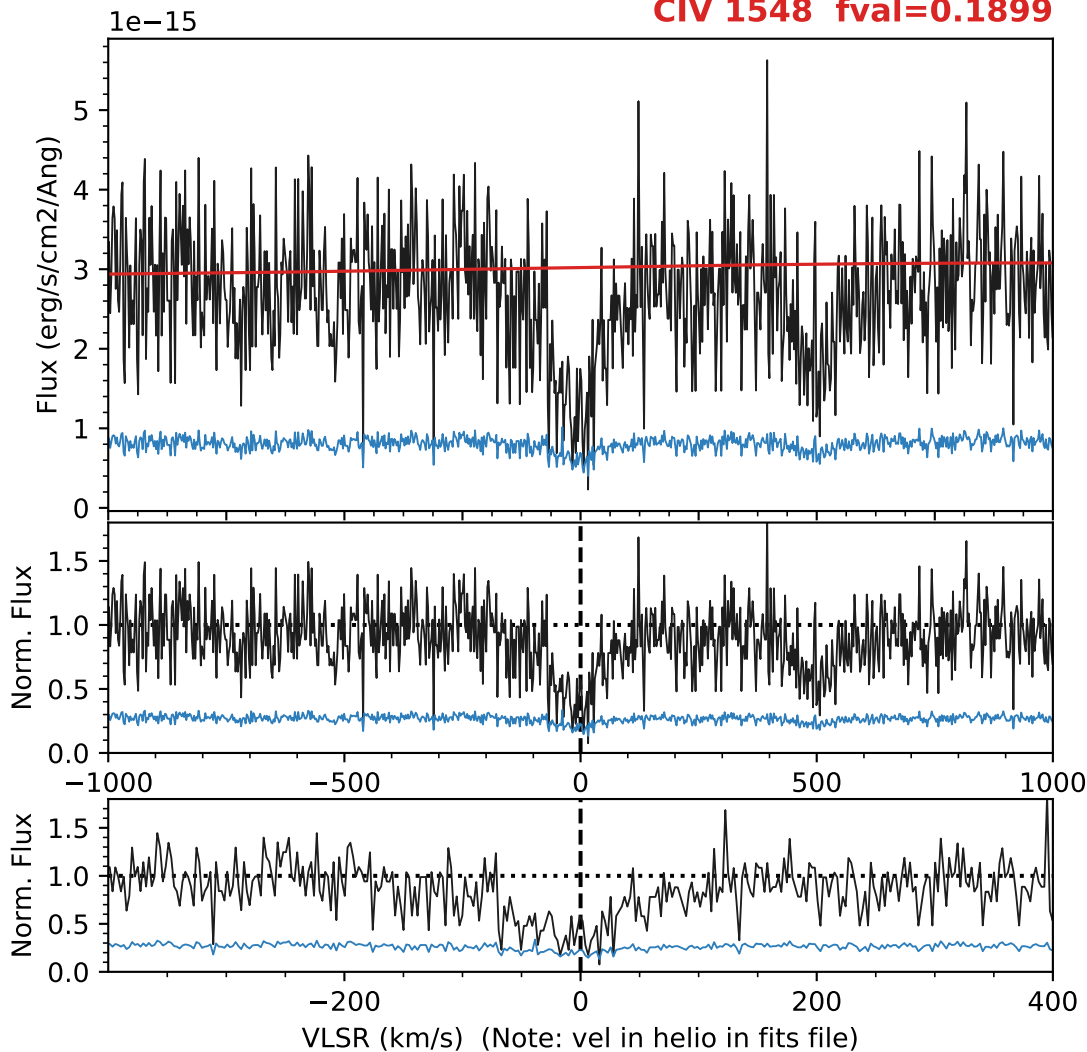 CIV 1548 fval=0.1899
1e−15
5
4
3
2
1
0
Flux (erg/s/cm2/Ang)
1.5
1.0
0.5
0.0
Norm. Flux
−1000 −500 0 500 1000
1.5
1.0
0.5
0.0
Norm. Flux
−200 0 200 400
VLSR (km/s) (Note: vel in helio in fits file)